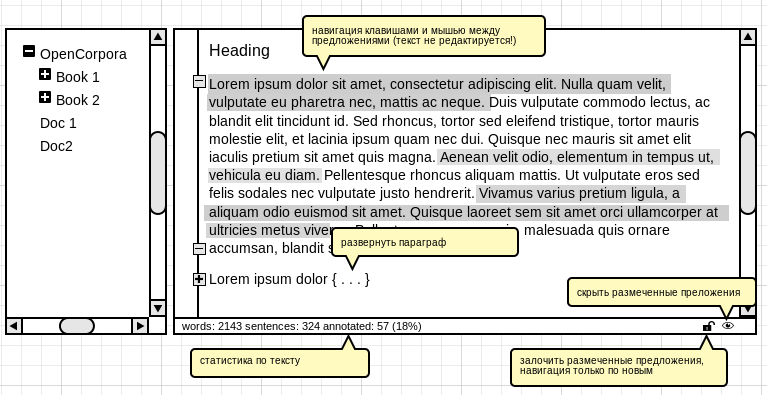 OpenCorpora
Book 1
Book 2
Doc 1
Doc2
навигация клавишами и мышью между
предложениями (текст не редактируется!)
Heading
Lorem ipsum dolor sit amet, consectetur adipiscing elit. Nulla quam velit,
vulputate eu pharetra nec, mattis ac neque. Duis vulputate commodo lectus, ac
blandit elit tincidunt id. Sed rhoncus, tortor sed eleifend tristique, tortor mauris
molestie elit, et lacinia ipsum quam nec dui. Quisque nec mauris sit amet elit
iaculis pretium sit amet quis magna. Aenean velit odio, elementum in tempus ut,
vehicula eu diam. Pellentesque rhoncus aliquam mattis. Ut vulputate eros sed
felis sodales nec vulputate justo hendrerit. Vivamus varius pretium ligula, a
aliquam odio euismod sit amet. Quisque laoreet sem sit amet orci ullamcorper at
ultricies metus malesuada quis ornare
accumsan, blandit
развернуть параграф
Lorem ipsum dolor { . . . }
скрыть размеченные преложения
words: 2143 sentences: 324 annotated: 57 (18%)
статистика по тексту
залочить размеченные предложения,
навигация только по новым